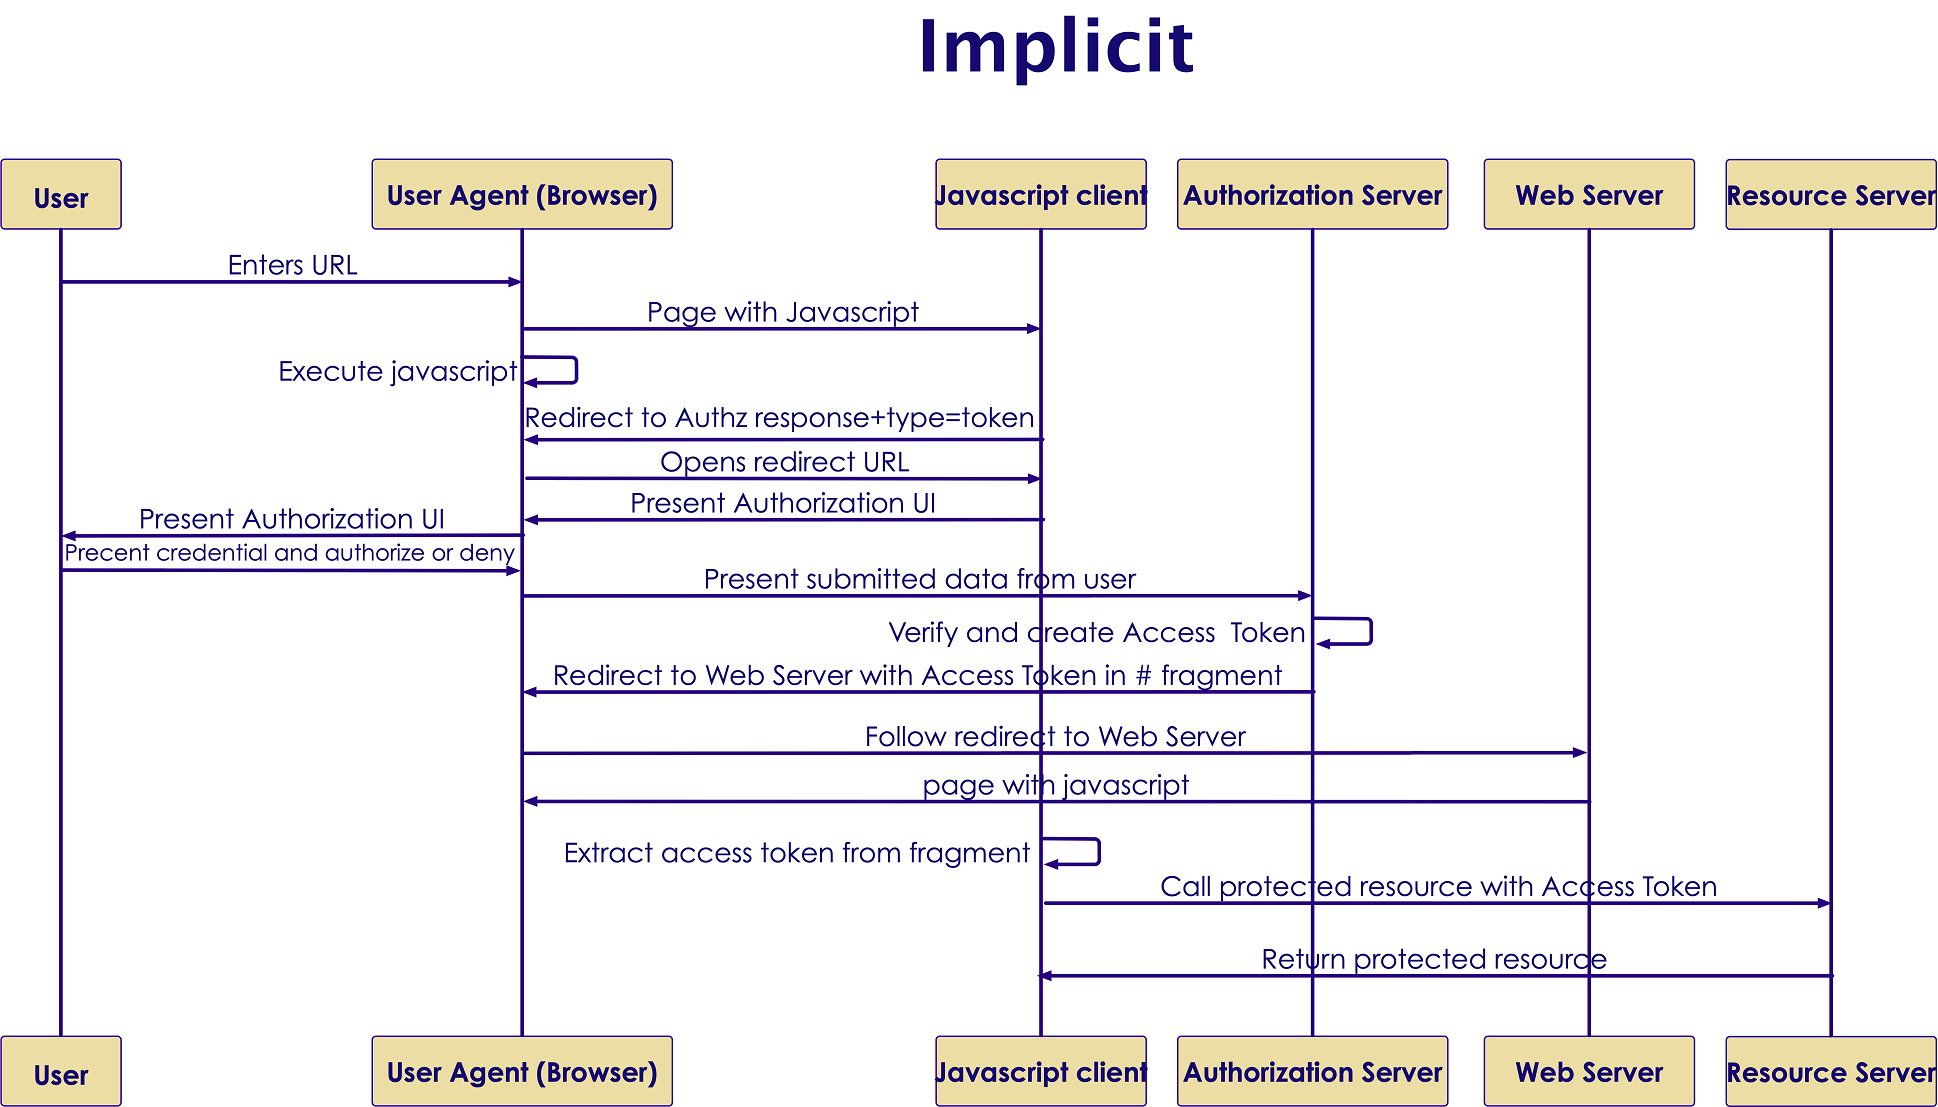 Implicit
User
User Agent (Browser)
Javascript client
Authorization Server
Web Server
Resource Server
Enters URL
Page with Javascript
Execute javascript
Redirect to Authz response+type=token
Opens redirect URL
Present Authorization UI
Present Authorization UI
Precent credential and authorize or deny
Present submitted data from user
Verify and create Access  Token
Redirect to Web Server with Access Token in # fragment
Follow redirect to Web Server
page with javascript
Extract access token from fragment
Call protected resource with Access Token
Return protected resource
User
User Agent (Browser)
Javascript client
Authorization Server
Web Server
Resource Server